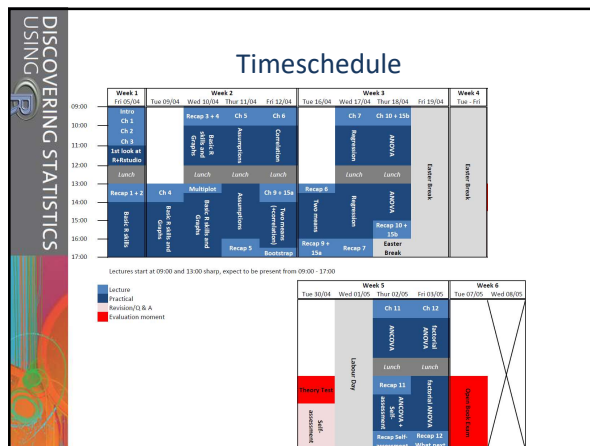 DISCOVERING STATISTICS
USING R
Timeschedule
Week 1
Week 2
Week 3
Week 4
Fri 05/04
Tue 09/04
Wed 10/04
Thur 11/04
Fri 12/04
Tue 16/04
Wed 17/04
Thur 18/04
Fri 19/04
Tue - Fri
09:00
10:00
11:00
12:00
13:00
14:00
15:00
16:00
17:00
Intro
Ch 1
Ch 2
Ch 3
1st look at
R+Rstudio
Lunch
Recap 1 + 2
Basic R skills
Ch 4
Basic R skills and
Graphs
Recap 3 + 4
Basic R
skills and
Graphs
Lunch
Multiplot
Basic R skills and
Graphs
Ch 5
Assumptions
Lunch
Assumptions
Recap 5
Ch 6
Correlation
Lunch
Ch 9 + 15a
Two means
(+correlation)
Bootstrap
Recap 6
Two means
Recap 9 +
15a
Ch 7
Regression
Lunch
Regression
Recap 7
Ch 10 + 15b
ANOVA
Lunch
ANOVA
Recap 10 +
15b
Easter
Break
Easter Break
Easter Break
Lectures start at 09:00 and 13:00 sharp, expect to be present from 09:00 - 17:00
Lecture
Practical
Revision/Q & A
Evaluation moment
Week 5
Week 6
Tue 30/04
Wed 01/05
Thur 02/05
Fri 03/05
Tue 07/05
Wed 08/05
Theory Test
Self-
assessment
Labour Day
Ch 11
ANCOVA
Lunch
Recap 11
ANCOVA +
Self-
assessment
Recap Self-
Ch 12
factorial
ANOVA
Lunch
factorial ANOVA
Recap 12
What next
Open Book Exam